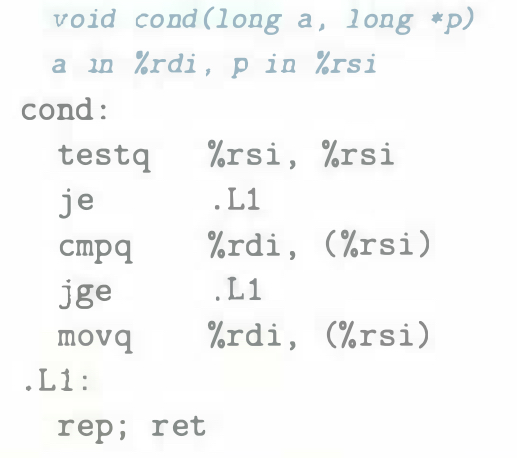 void cond(long a, long *p)
a in %rdi, p in %rsi
cond:
testq %rsi, %rsi
je .L1
cmpq %rdi, (%rsi)
jge .L1
movq %rdi, (%rsi)
.L1:
rep; ret